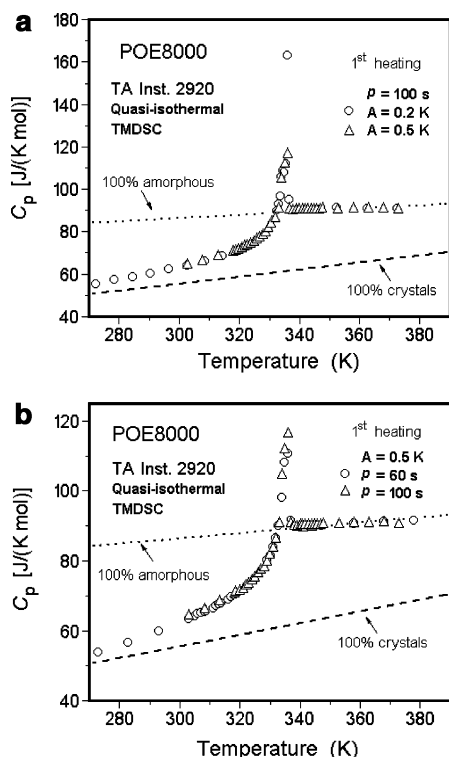 a
180
160
140
120
100
80
60
40
C_p [J/(K mol)]
POE8000
TA Inst. 2920
Quasi-isothermal
TMDSC
1st heating
p = 100 s
○ A = 0.2 K
△ A = 0.5 K
100% amorphous
100% crystals
280 300 320 340 360 380
Temperature (K)
b
120
100
80
60
40
C_p [J/(K mol)]
POE8000
TA Inst. 2920
Quasi-isothermal
TMDSC
1st heating
A = 0.5 K
○ p = 60 s
△ p = 100 s
100% amorphous
100% crystals
280 300 320 340 360 380
Temperature (K)